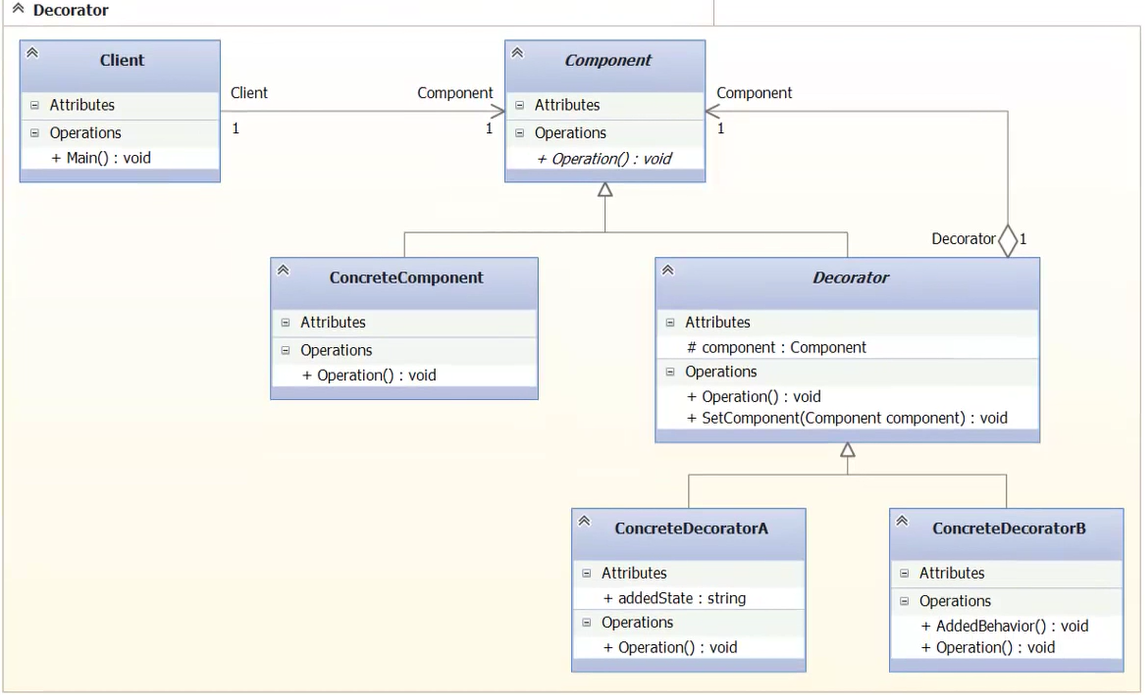 Decorator
Client
Attributes
Operations
+ Main() : void
Client
1
Component
1
Component
Attributes
Operations
+ Operation() : void
Component
1
Decorator
1
ConcreteComponent
Attributes
Operations
+ Operation() : void
Decorator
Attributes
# component : Component
Operations
+ Operation() : void
+ SetComponent(Component component) : void
ConcreteDecoratorA
Attributes
+ addedState : string
Operations
+ Operation() : void
ConcreteDecoratorB
Attributes
Operations
+ AddedBehavior() : void
+ Operation() : void